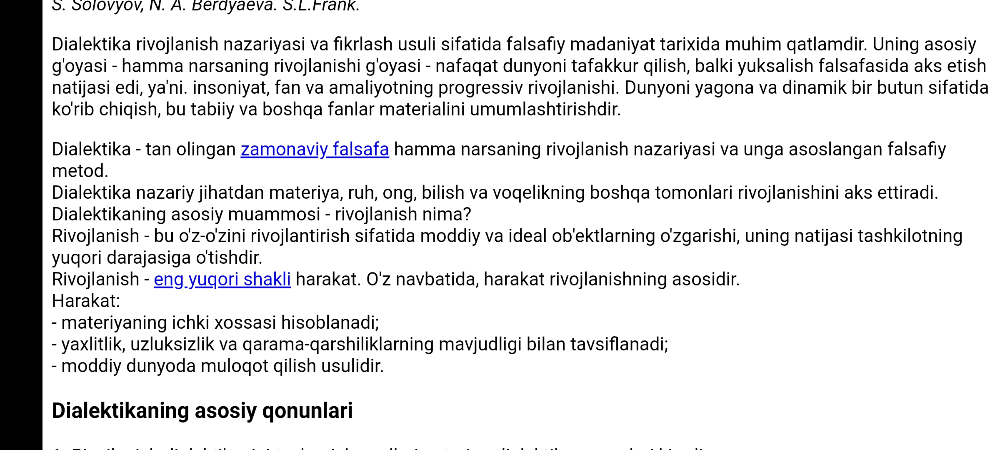 S. Solovyov, N. A. Berdyaeva. S.L.Frank.
Dialektika rivojlanish nazariyasi va fikrlash usuli sifatida falsafiy madaniyat tarixida muhim qatlamdir. Uning asosiy
g'oyasi - hamma narsaning rivojlanishi g'oyasi - nafaqat dunyoni tafakkur qilish, balki yuksalish falsafasida aks etish
natijasi edi, ya'ni. insoniyat, fan va amaliyotning progressiv rivojlanishi. Dunyoni yagona va dinamik bir butun sifatida
ko'rib chiqish, bu tabiiy va boshqa fanlar materialini umumlashtirishdir.
Dialektika - tan olingan zamonaviy falsafa hamma narsaning rivojlanish nazariyasi va unga asoslangan falsafiy
metod.
Dialektika nazariy jihatdan materiya, ruh, ong, bilish va voqelikning boshqa tomonlari rivojlanishini aks ettiradi.
Dialektikaning asosiy muammosi - rivojlanish nima?
Rivojlanish - bu o'z-o'zini rivojlantirish sifatida moddiy va ideal ob'ektlarning o'zgarishi, uning natijasi tashkilotning
yuqori darajasiga o'tishdir.
Rivojlanish - eng yuqori shakli harakat. O'z navbatida, harakat rivojlanishning asosidir.
Harakat:
- materiyaning ichki xossasi hisoblanadi;
- yaxlitlik, uzluksizlik va qarama-qarshiliklarning mavjudligi bilan tavsiflanadi;
- moddiy dunyoda muloqot qilish usulidir.
Dialektikaning asosiy qonunlari